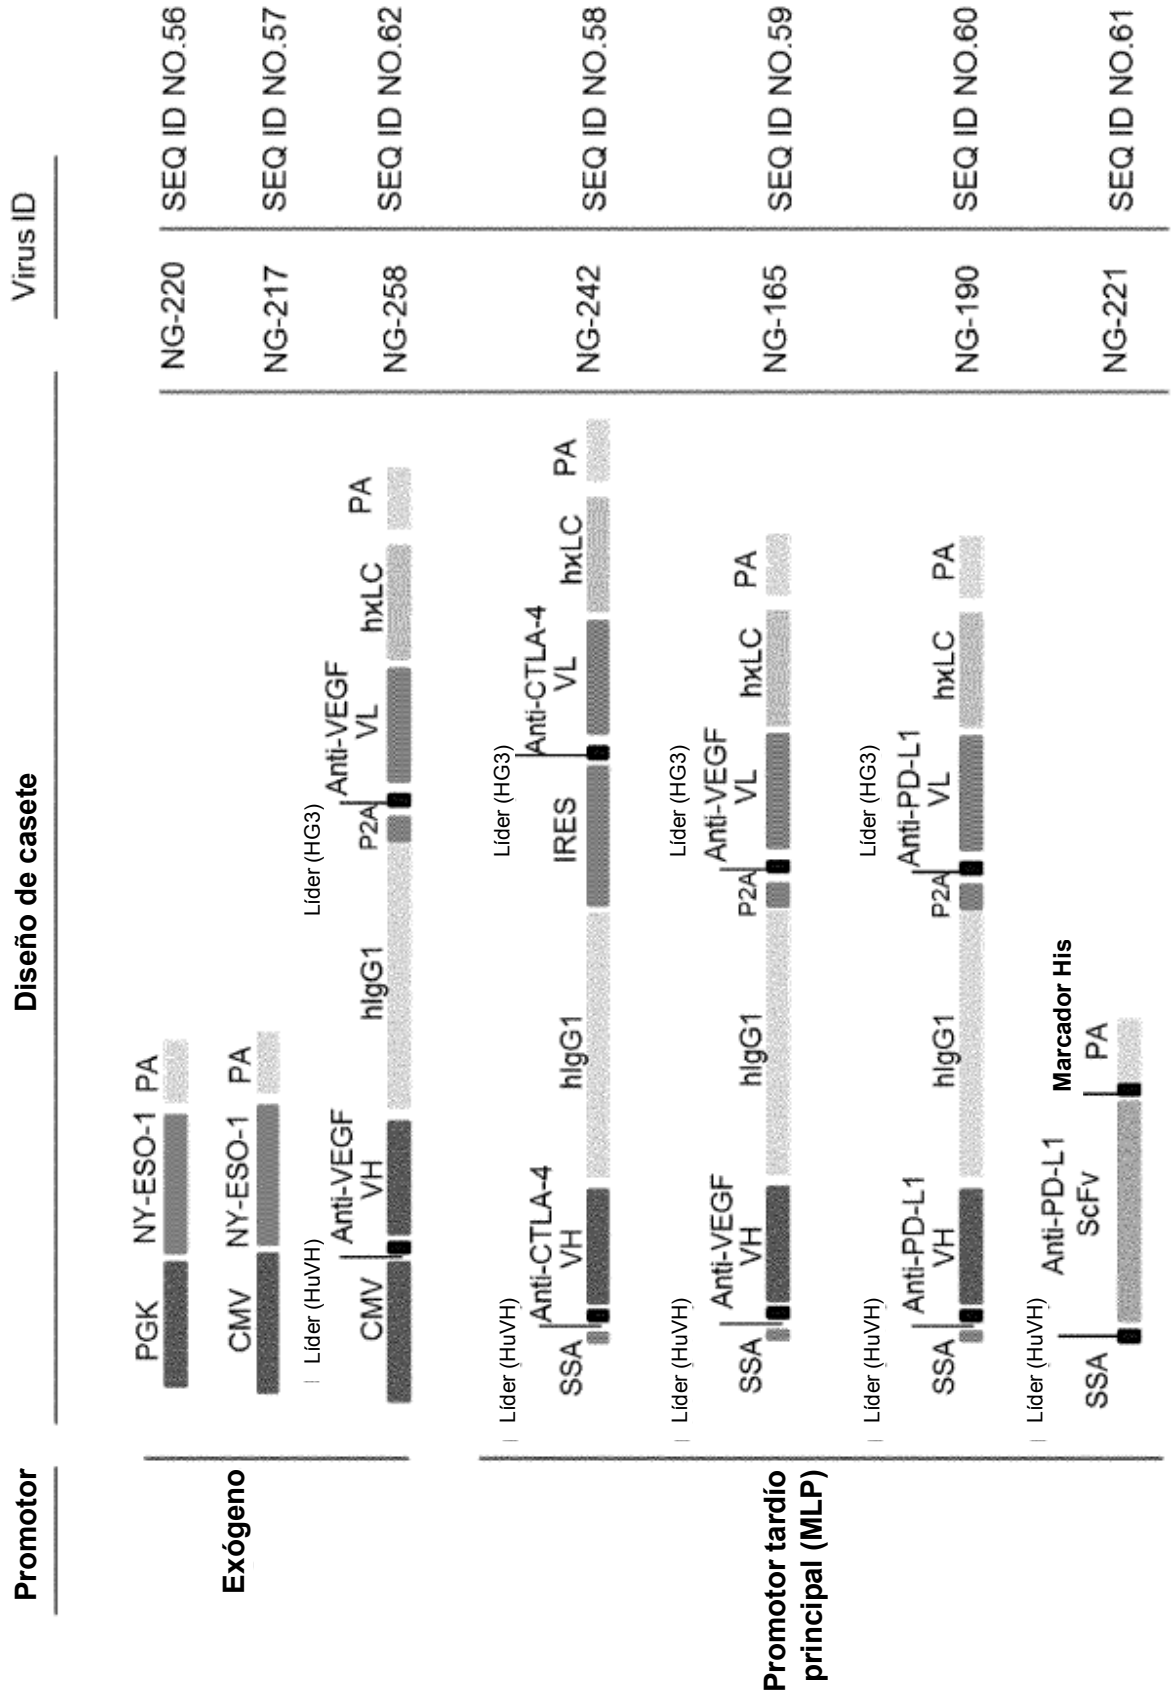 Promotor
Diseño de casete
Virus ID
Exógeno
PGK
NY-ESO-1
PA
NG-220
SEQ ID NO.56
CMV
NY-ESO-1
PA
NG-217
SEQ ID NO.57
Líder (HuVH)
Líder (HG3)
CMV
Anti-VEGF
VH
hIgG1
P2A
Anti-VEGF
VL
hϰLC
PA
NG-258
SEQ ID NO.62
Promotor tardío
principal (MLP)
Líder (HuVH)
Líder (HG3)
SSA
Anti-CTLA-4
VH
hIgG1
IRES
Anti-CTLA-4
VL
hϰLC
PA
NG-242
SEQ ID NO.58
Líder (HuVH)
Líder (HG3)
SSA
Anti-VEGF
VH
hIgG1
P2A
Anti-VEGF
VL
hϰLC
PA
NG-165
SEQ ID NO.59
Líder (HuVH)
Líder (HG3)
SSA
Anti-PD-L1
VH
hIgG1
P2A
Anti-PD-L1
VL
hϰLC
PA
NG-190
SEQ ID NO.60
Líder (HuVH)
Marcador His
SSA
Anti-PD-L1
ScFv
PA
NG-221
SEQ ID NO.61